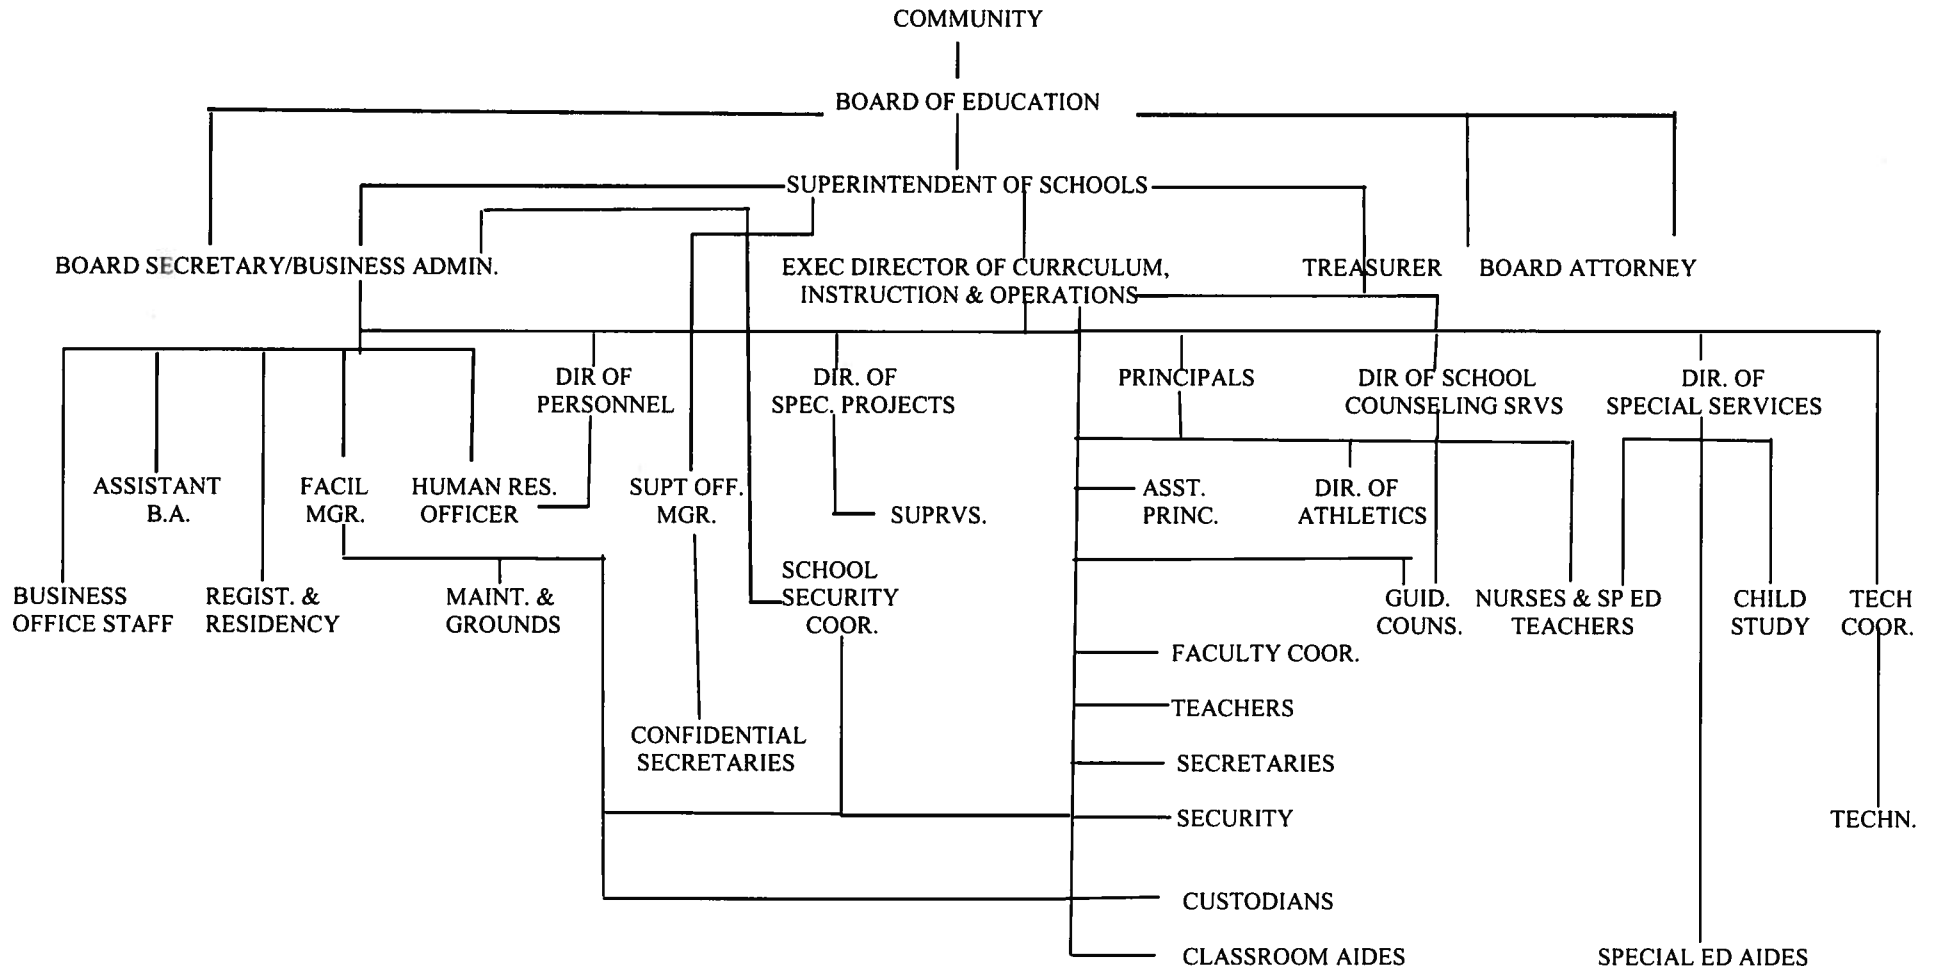 COMMUNITY
BOARD OF EDUCATION
SUPERINTENDENT OF SCHOOLS
BOARD SECRETARY/BUSINESS ADMIN.
EXEC DIRECTOR OF CURRCULUM,
INSTRUCTION & OPERATIONS
TREASURER
BOARD ATTORNEY
DIR OF
PERSONNEL
DIR. OF
SPEC. PROJECTS
PRINCIPALS
DIR OF SCHOOL
COUNSELING SRVS
DIR. OF
SPECIAL SERVICES
ASSISTANT
B.A.
FACIL
MGR.
HUMAN RES.
OFFICER
SUPT OFF.
MGR.
SUPRVS.
ASST.
PRINC.
DIR. OF
ATHLETICS
BUSINESS
OFFICE STAFF
REGIST. &
RESIDENCY
MAINT. &
GROUNDS
SCHOOL
SECURITY
COOR.
GUID.
COUNS.
NURSES & SP ED
TEACHERS
CHILD
STUDY
TECH
COOR.
FACULTY COOR.
TEACHERS
CONFIDENTIAL
SECRETARIES
SECRETARIES
SECURITY
TECHN.
CUSTODIANS
CLASSROOM AIDES
SPECIAL ED AIDES